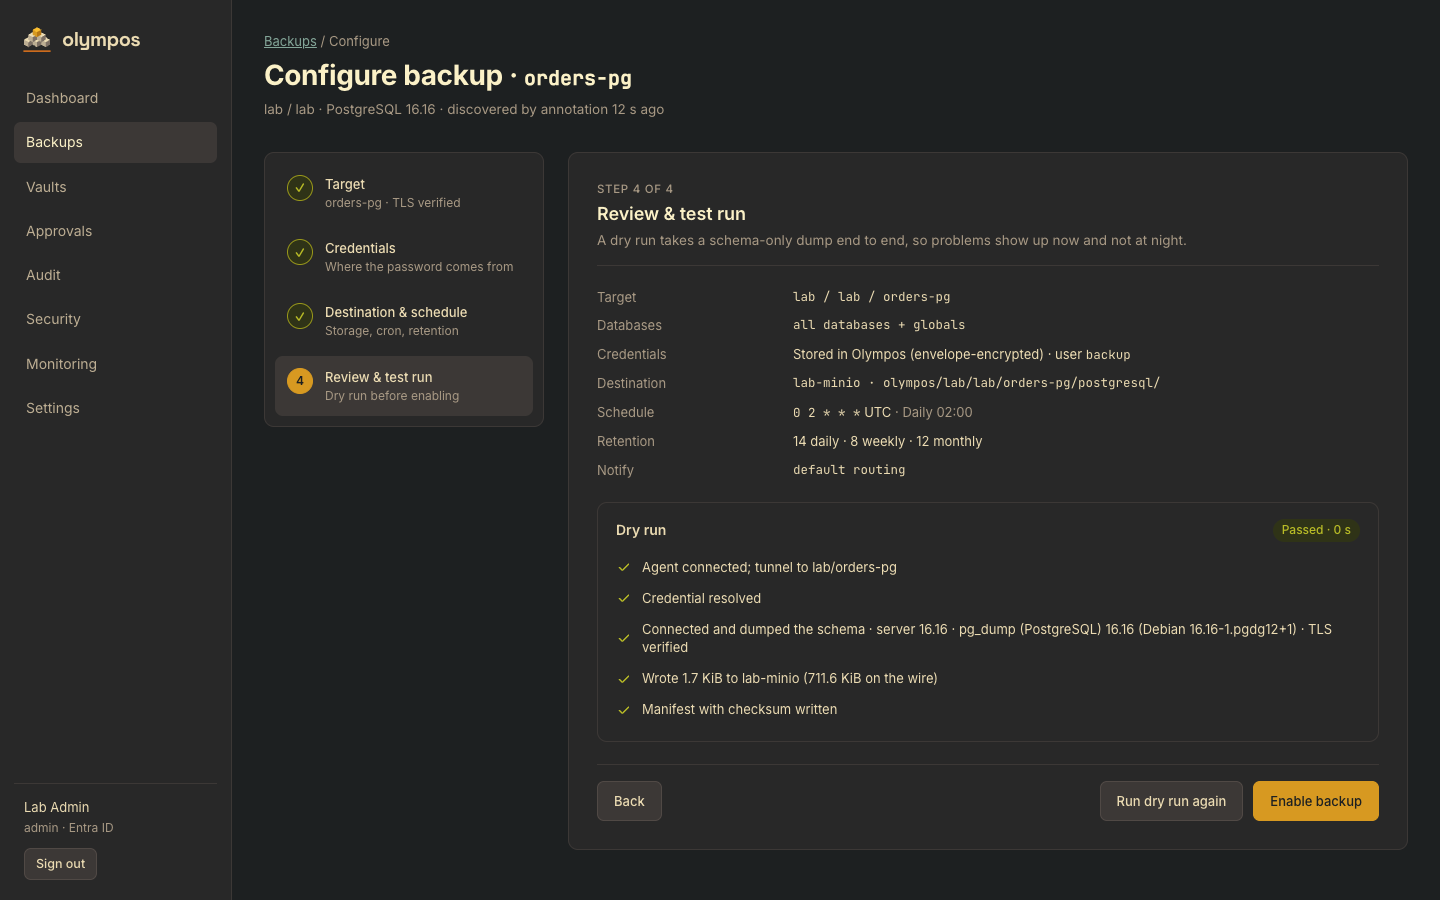 olympos
Dashboard
Backups
Vaults
Approvals
Audit
Security
Monitoring
Settings
Lab Admin
admin · Entra ID
Sign out
Backups / Configure
Configure backup · orders-pg
lab / lab · PostgreSQL 16.16 · discovered by annotation 12 s ago
Target
orders-pg · TLS verified
Credentials
Where the password comes from
Destination & schedule
Storage, cron, retention
4
Review & test run
Dry run before enabling
STEP 4 OF 4
Review & test run
A dry run takes a schema-only dump end to end, so problems show up now and not at night.
Target lab / lab / orders-pg
Databases all databases + globals
Credentials Stored in Olympos (envelope-encrypted) · user backup
Destination lab-minio · olympos/lab/lab/orders-pg/postgresql/
Schedule 0 2 * * * UTC · Daily 02:00
Retention 14 daily · 8 weekly · 12 monthly
Notify default routing
Dry run Passed · 0 s
Agent connected; tunnel to lab/orders-pg
Credential resolved
Connected and dumped the schema · server 16.16 · pg_dump (PostgreSQL) 16.16 (Debian 16.16-1.pgdg12+1) · TLS
verified
Wrote 1.7 KiB to lab-minio (711.6 KiB on the wire)
Manifest with checksum written
Back Run dry run again Enable backup